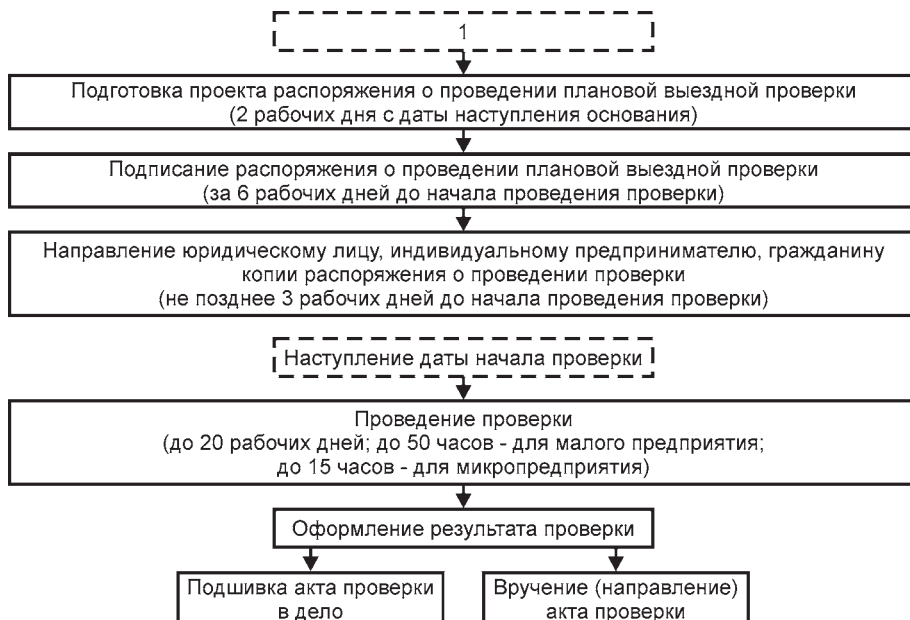 1
Подготовка проекта распоряжения о проведении плановой выездной проверки
(2 рабочих дня с даты наступления основания)
Подписание распоряжения о проведении плановой выездной проверки
(за 6 рабочих дней до начала проведения проверки)
Направление юридическому лицу, индивидуальному предпринимателю, гражданину
копии распоряжения о проведении проверки
(не позднее 3 рабочих дней до начала проведения проверки)
Наступление даты начала проверки
Проведение проверки
(до 20 рабочих дней; до 50 часов - для малого предприятия;
до 15 часов - для микропредприятия)
Оформление результата проверки
Подшивка акта проверки
в дело
Вручение (направление)
акта проверки